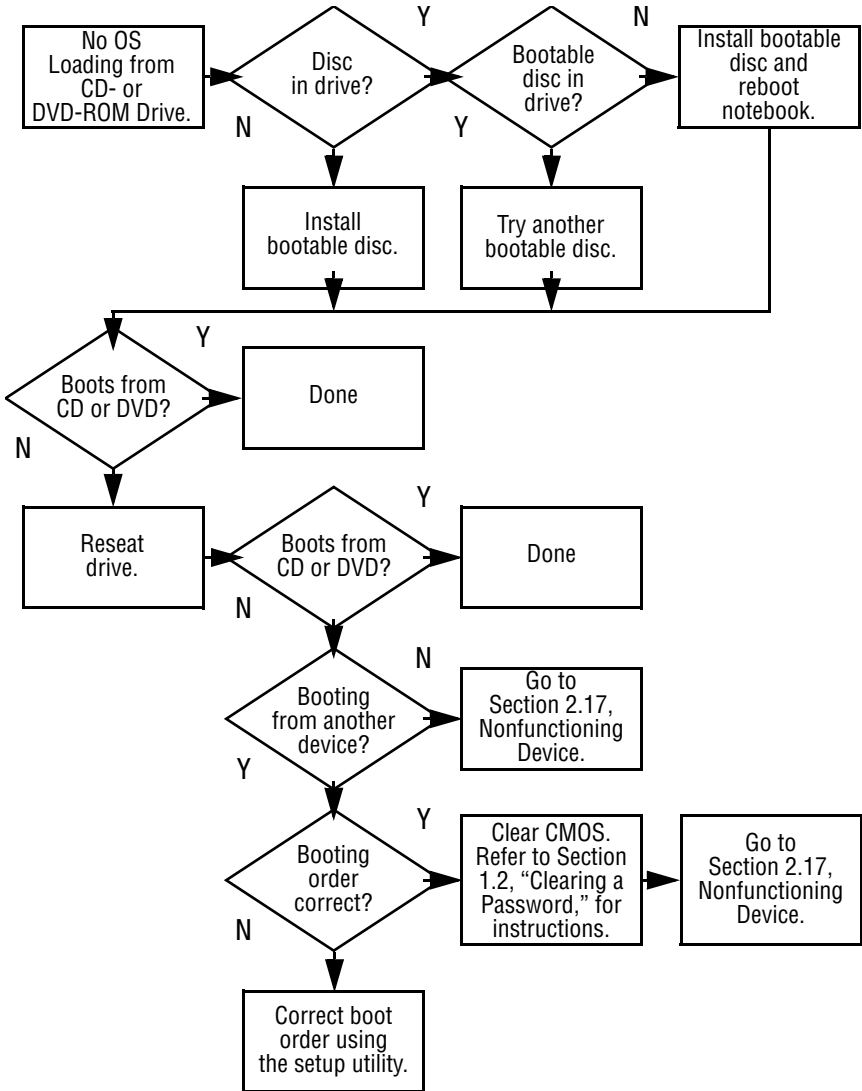 No OS
Loading from
CD- or
DVD-ROM Drive.
Disc
in drive?
Y
N
Bootable
disc in
drive?
N
Y
Install bootable
disc and
reboot
notebook.
Install
bootable disc.
Try another
bootable disc.
Boots from
CD or DVD?
Y
N
Done
Reseat
drive.
Boots from
CD or DVD?
Y
N
Done
Booting
from another
device?
N
Y
Go to
Section 2.17,
Nonfunctioning
Device.
Booting
order
correct?
Y
N
Clear CMOS.
Refer to Section
1.2, “Clearing a
Password,” for
instructions.
Go to
Section 2.17,
Nonfunctioning
Device.
Correct boot
order using
the setup utility.